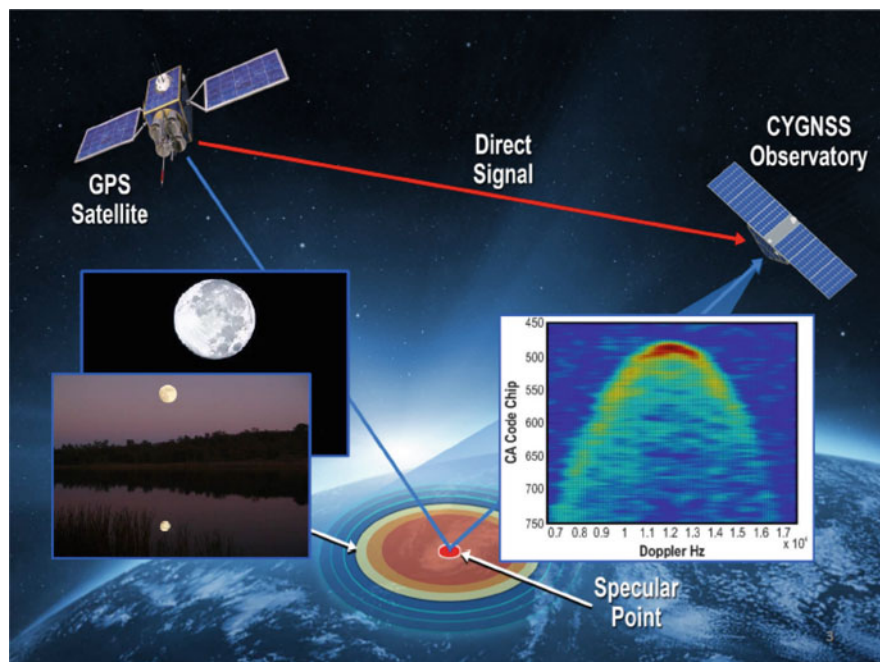 GPS
Satellite
Direct
Signal
CYGNSS
Observatory
CA Code Chip
450
500
550
600
650
700
750
0.7 0.8 0.9 1 1.1 1.2 1.3 1.4 1.5 1.6 1.7
x 10⁴
Doppler Hz
Specular
Point
3